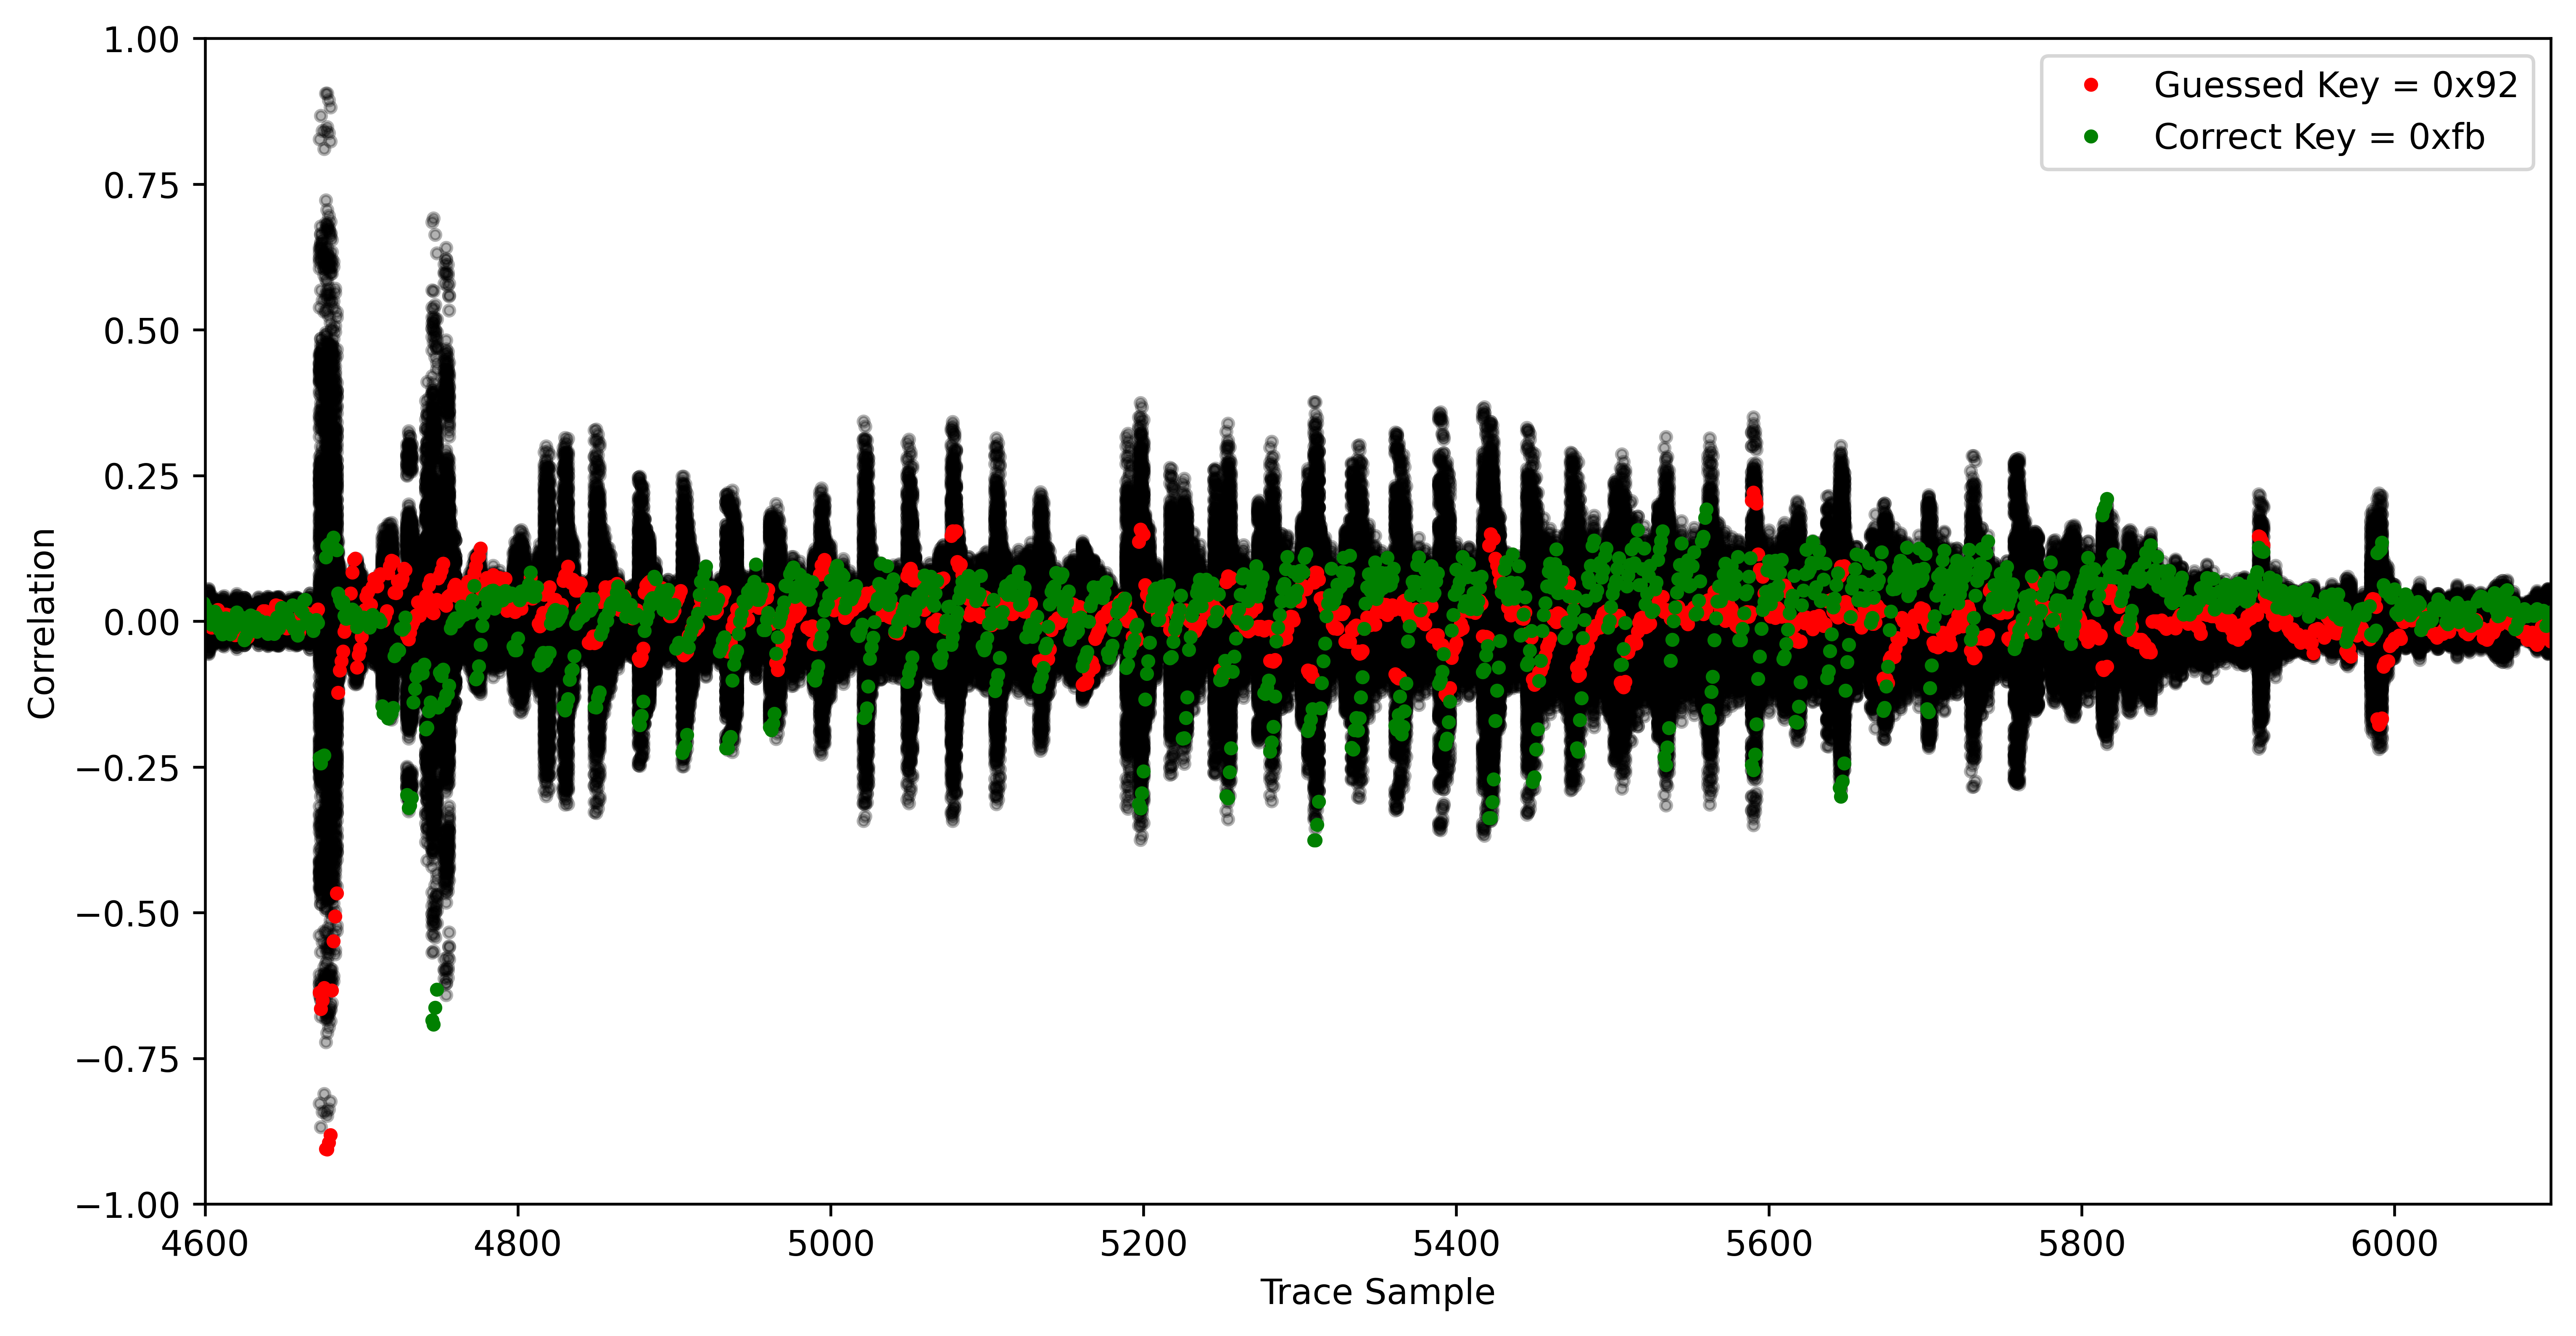 1.00
0.75
0.50
0.25
0.00
−0.25
−0.50
−0.75
−1.00
Correlation
Guessed Key = 0x92
Correct Key = 0xfb
4600 4800 5000 5200 5400 5600 5800 6000
Trace Sample